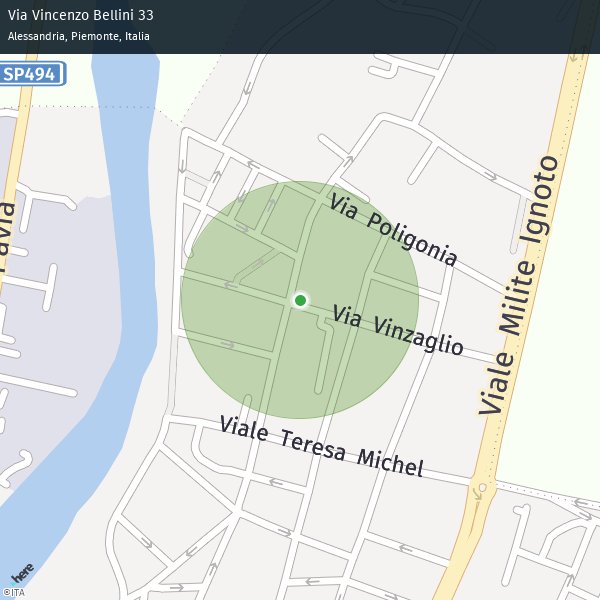 Via Vincenzo Bellini 33
Alessandria, Piemonte, Italia
SP494
Pavia
Viale Milite Ignoto
Via Poligonia
Via Vinzaglio
Viale Teresa Michel
here
©ITA